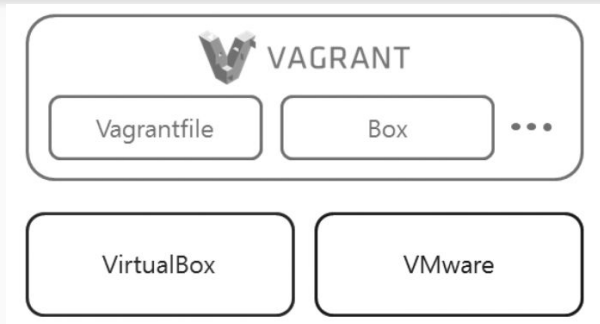 VAGRANT
Vagrantfile
Box
...
VirtualBox
VMware